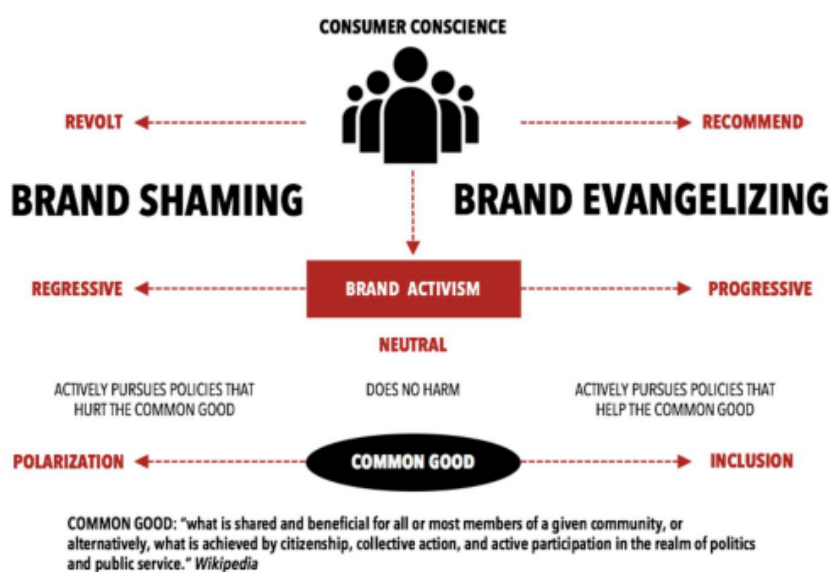 CONSUMER CONSCIENCE
REVOLT
RECOMMEND
BRAND SHAMING
BRAND EVANGELIZING
REGRESSIVE
BRAND ACTIVISM
PROGRESSIVE
NEUTRAL
ACTIVELY PURSUES POLICIES THAT
HURT THE COMMON GOOD
DOES NO HARM
ACTIVELY PURSUES POLICIES THAT
HELP THE COMMON GOOD
POLARIZATION
COMMON GOOD
INCLUSION
COMMON GOOD: "what is shared and beneficial for all or most members of a given community, or
alternatively, what is achieved by citizenship, collective action, and active participation in the realm of politics
and public service." Wikipedia